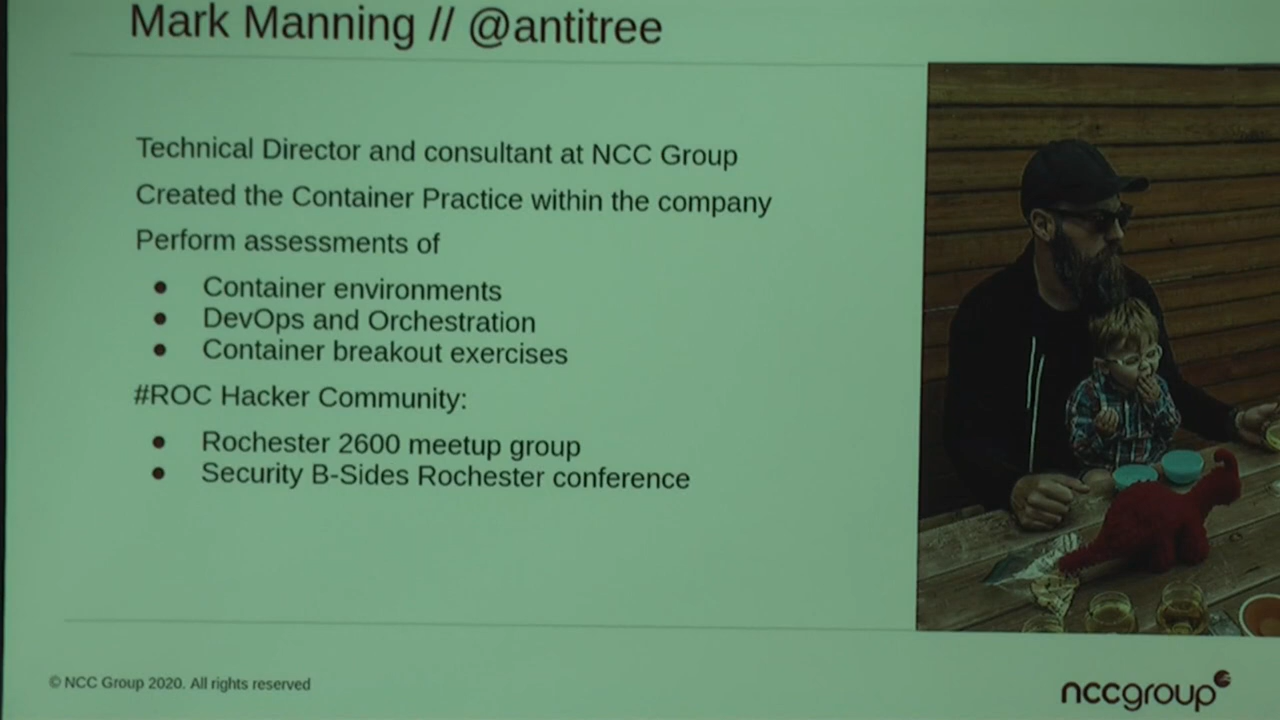 Mark Manning // @antitree
Technical Director and consultant at NCC Group
Created the Container Practice within the company
Perform assessments of
● Container environments
● DevOps and Orchestration
● Container breakout exercises
#ROC Hacker Community:
● Rochester 2600 meetup group
● Security B-Sides Rochester conference
© NCC Group 2020. All rights reserved
nccgroup